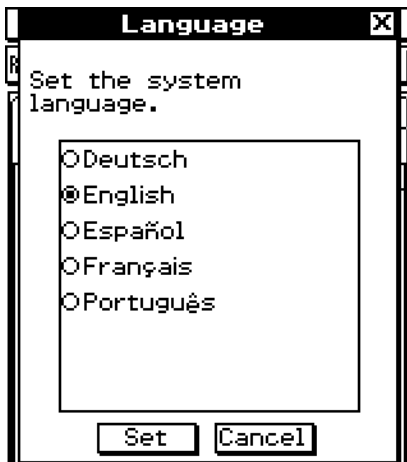 Language
Set the system
language.
Deutsch
English
Español
Français
Português
Set Cancel